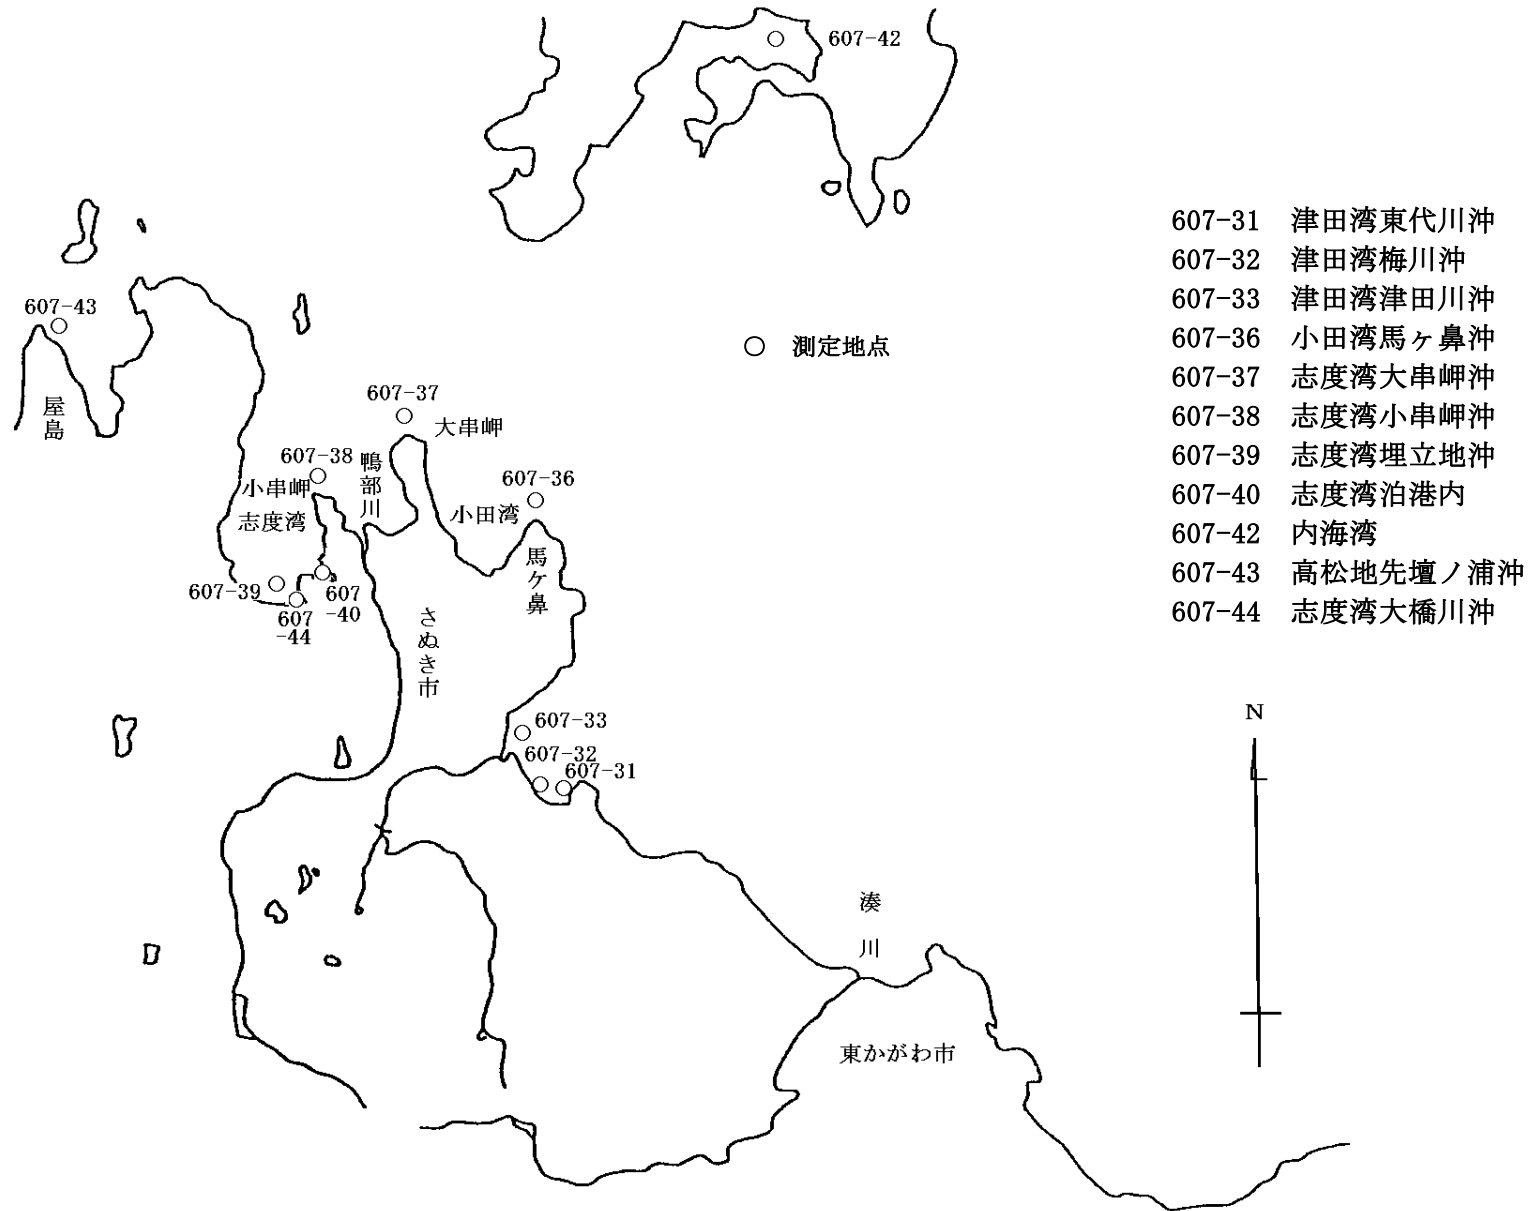 607-42
607-43
屋島
607-37
大串岬
607-38
小串岬
鴨部川
志度湾
607-36
小田湾
馬ケ鼻
607-39
607
-40
607
-44
さぬき市
607-33
607-32
607-31
湊川
東かがわ市
○ 測定地点
607-31 津田湾東代川沖
607-32 津田湾梅川沖
607-33 津田湾津田川沖
607-36 小田湾馬ヶ鼻沖
607-37 志度湾大串岬沖
607-38 志度湾小串岬沖
607-39 志度湾埋立地沖
607-40 志度湾泊港内
607-42 内海湾
607-43 高松地先壇ノ浦沖
607-44 志度湾大橋川沖
N